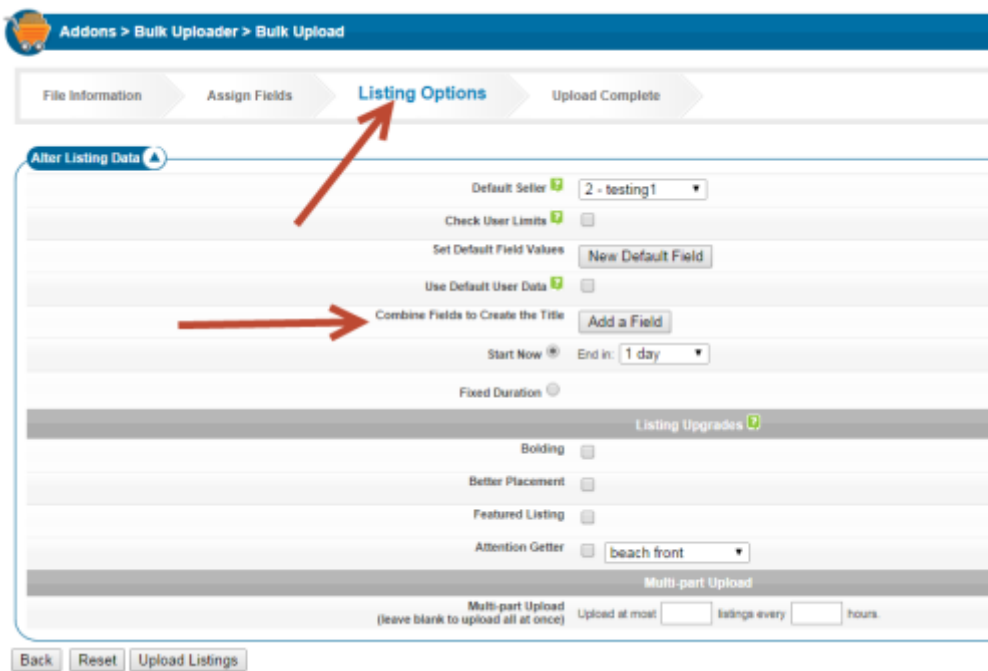 Addons > Bulk Uploader > Bulk Upload
File Information Assign Fields Listing Options Upload Complete
Alter Listing Data
Default Seller ? 2 - testing1
Check User Limits ?
Set Default Field Values New Default Field
Use Default User Data ?
Combine Fields to Create the Title Add a Field
Start Now End in: 1 day
Fixed Duration
Listing Upgrades ?
Bolding
Better Placement
Featured Listing
Attention Getter beach front
Multi-part Upload
Multi-part Upload
(leave blank to upload all at once) Upload at most listings every hours.
Back Reset Upload Listings